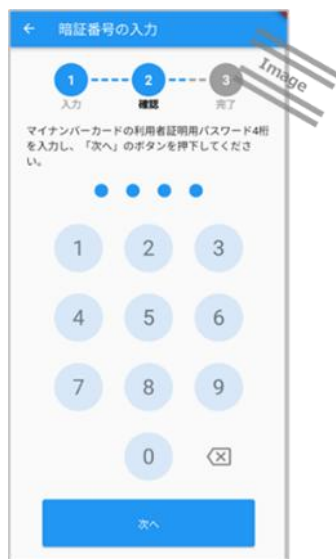 ← 暗証番号の入力
Image
1 2 3
入力 確認 完了
マイナンバーカードの利用者証明用パスワード4桁
を入力し、「次へ」のボタンを押下してくださ
い。
1 2 3
4 5 6
7 8 9
0
次へ